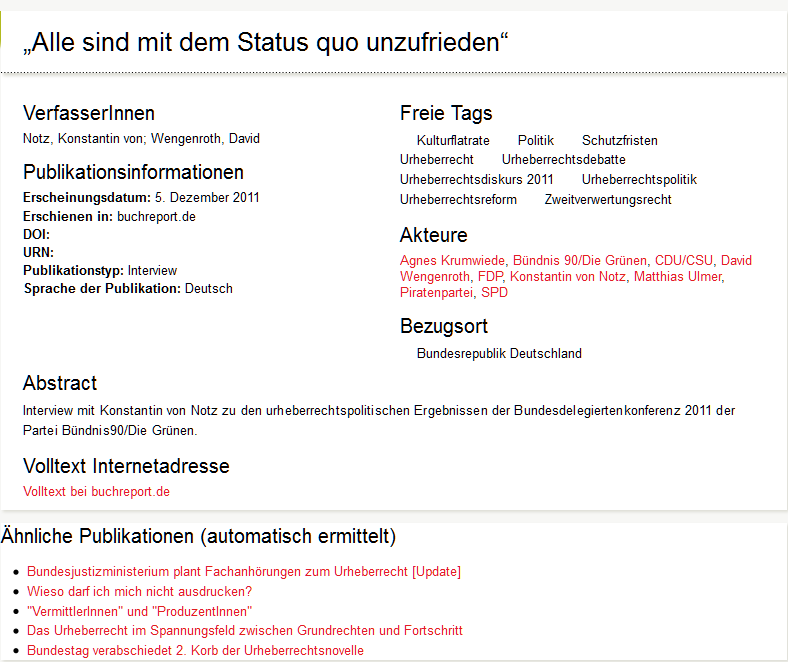 „Alle sind mit dem Status quo unzufrieden“
VerfasserInnen
Notz, Konstantin von; Wengenroth, David
Publikationsinformationen
Erscheinungsdatum: 5. Dezember 2011
Erschienen in: buchreport.de
DOI:
URN:
Publikationstyp: Interview
Sprache der Publikation: Deutsch
Freie Tags
Kulturflatrate Politik Schutzfristen
Urheberrecht Urheberrechtsdebatte
Urheberrechtsdiskurs 2011 Urheberrechtspolitik
Urheberrechtsreform Zweitverwertungsrecht
Akteure
Agnes Krumwiede, Bündnis 90/Die Grünen, CDU/CSU, David
Wengenroth, FDP, Konstantin von Notz, Matthias Ulmer,
Piratenpartei, SPD
Bezugsort
Bundesrepublik Deutschland
Abstract
Interview mit Konstantin von Notz zu den urheberrechtspolitischen Ergebnissen der Bundesdelegiertenkonferenz 2011 der
Partei Bündnis90/Die Grünen.
Volltext Internetadresse
Volltext bei buchreport.de
Ähnliche Publikationen (automatisch ermittelt)
Bundesjustizministerium plant Fachanhörungen zum Urheberrecht [Update]
Wieso darf ich mich nicht ausdrucken?
"VermittlerInnen" und "ProduzentInnen"
Das Urheberrecht im Spannungsfeld zwischen Grundrechten und Fortschritt
Bundestag verabschiedet 2. Korb der Urheberrechtsnovelle